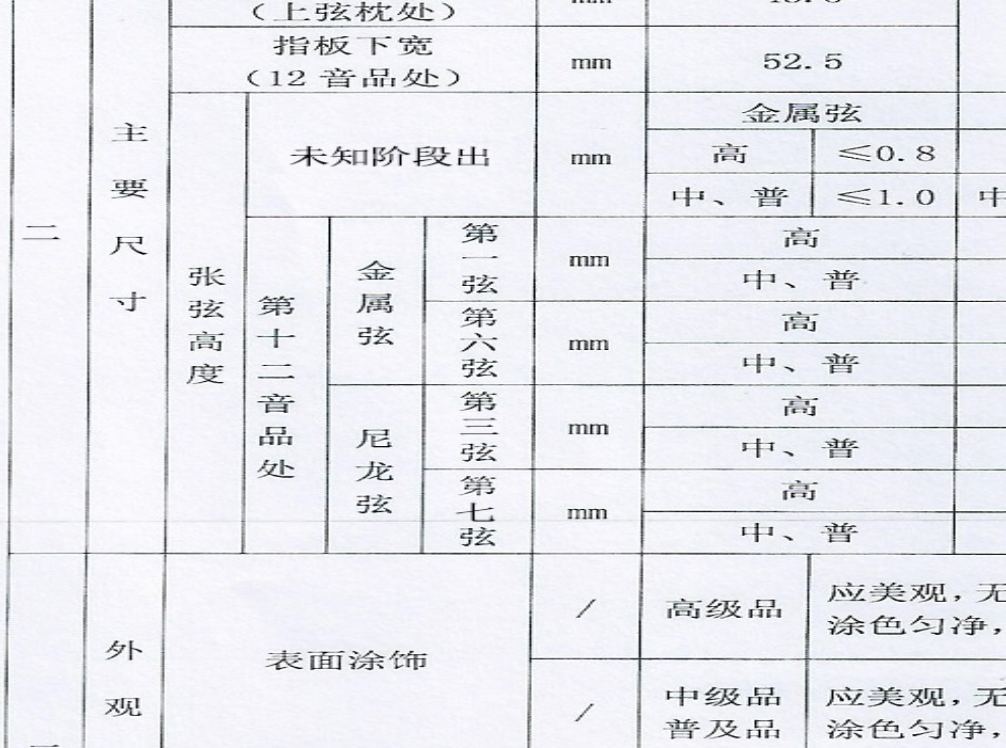 （上弦枕处）
指板下宽
（12 音品处）
mm
52.5
二
主要尺寸
张弦高度
未知阶段出
mm
金属弦
高
≤0.8
中、普
≤1.0
中
第十二音品处
金属弦
第一弦
mm
高
中、普
第六弦
mm
高
中、普
尼龙弦
第三弦
mm
高
中、普
第七弦
mm
高
中、普
外观
表面涂饰
/
高级品
应美观，无
涂色匀净，
/
中级品
普及品
应美观，无
涂色匀净，